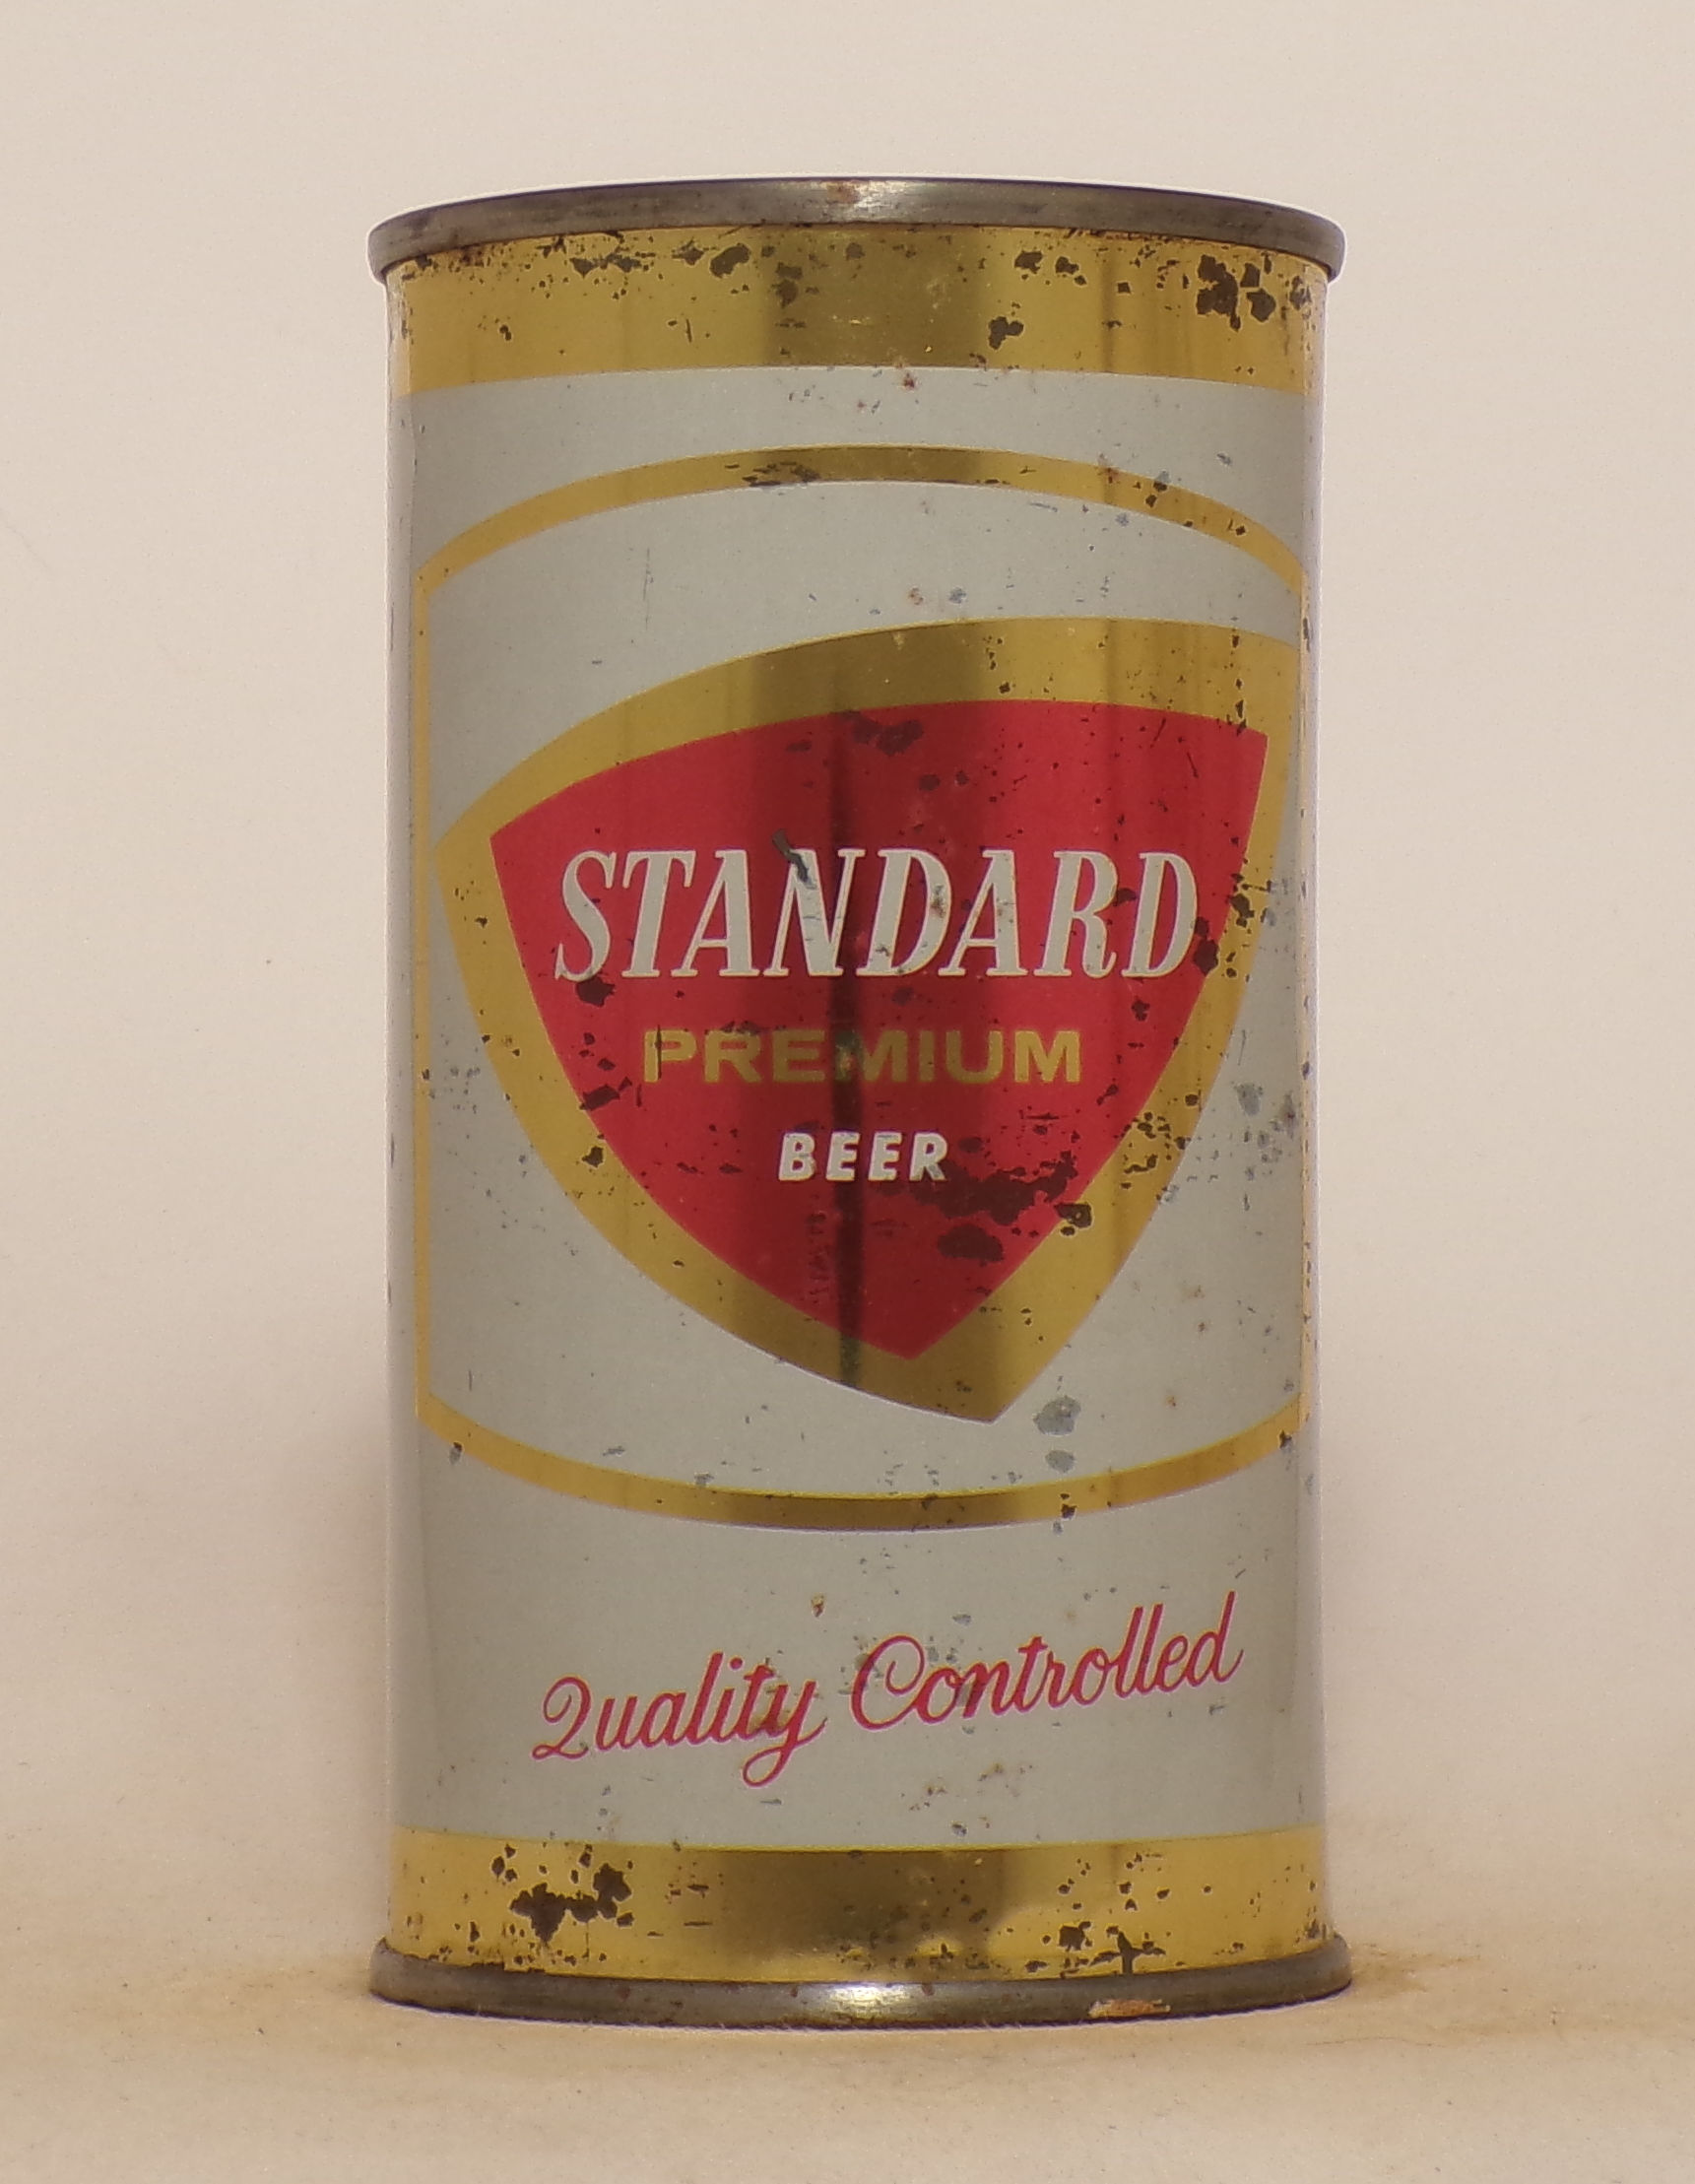 STANDARD
PREMIUM
BEER
Quality Controlled